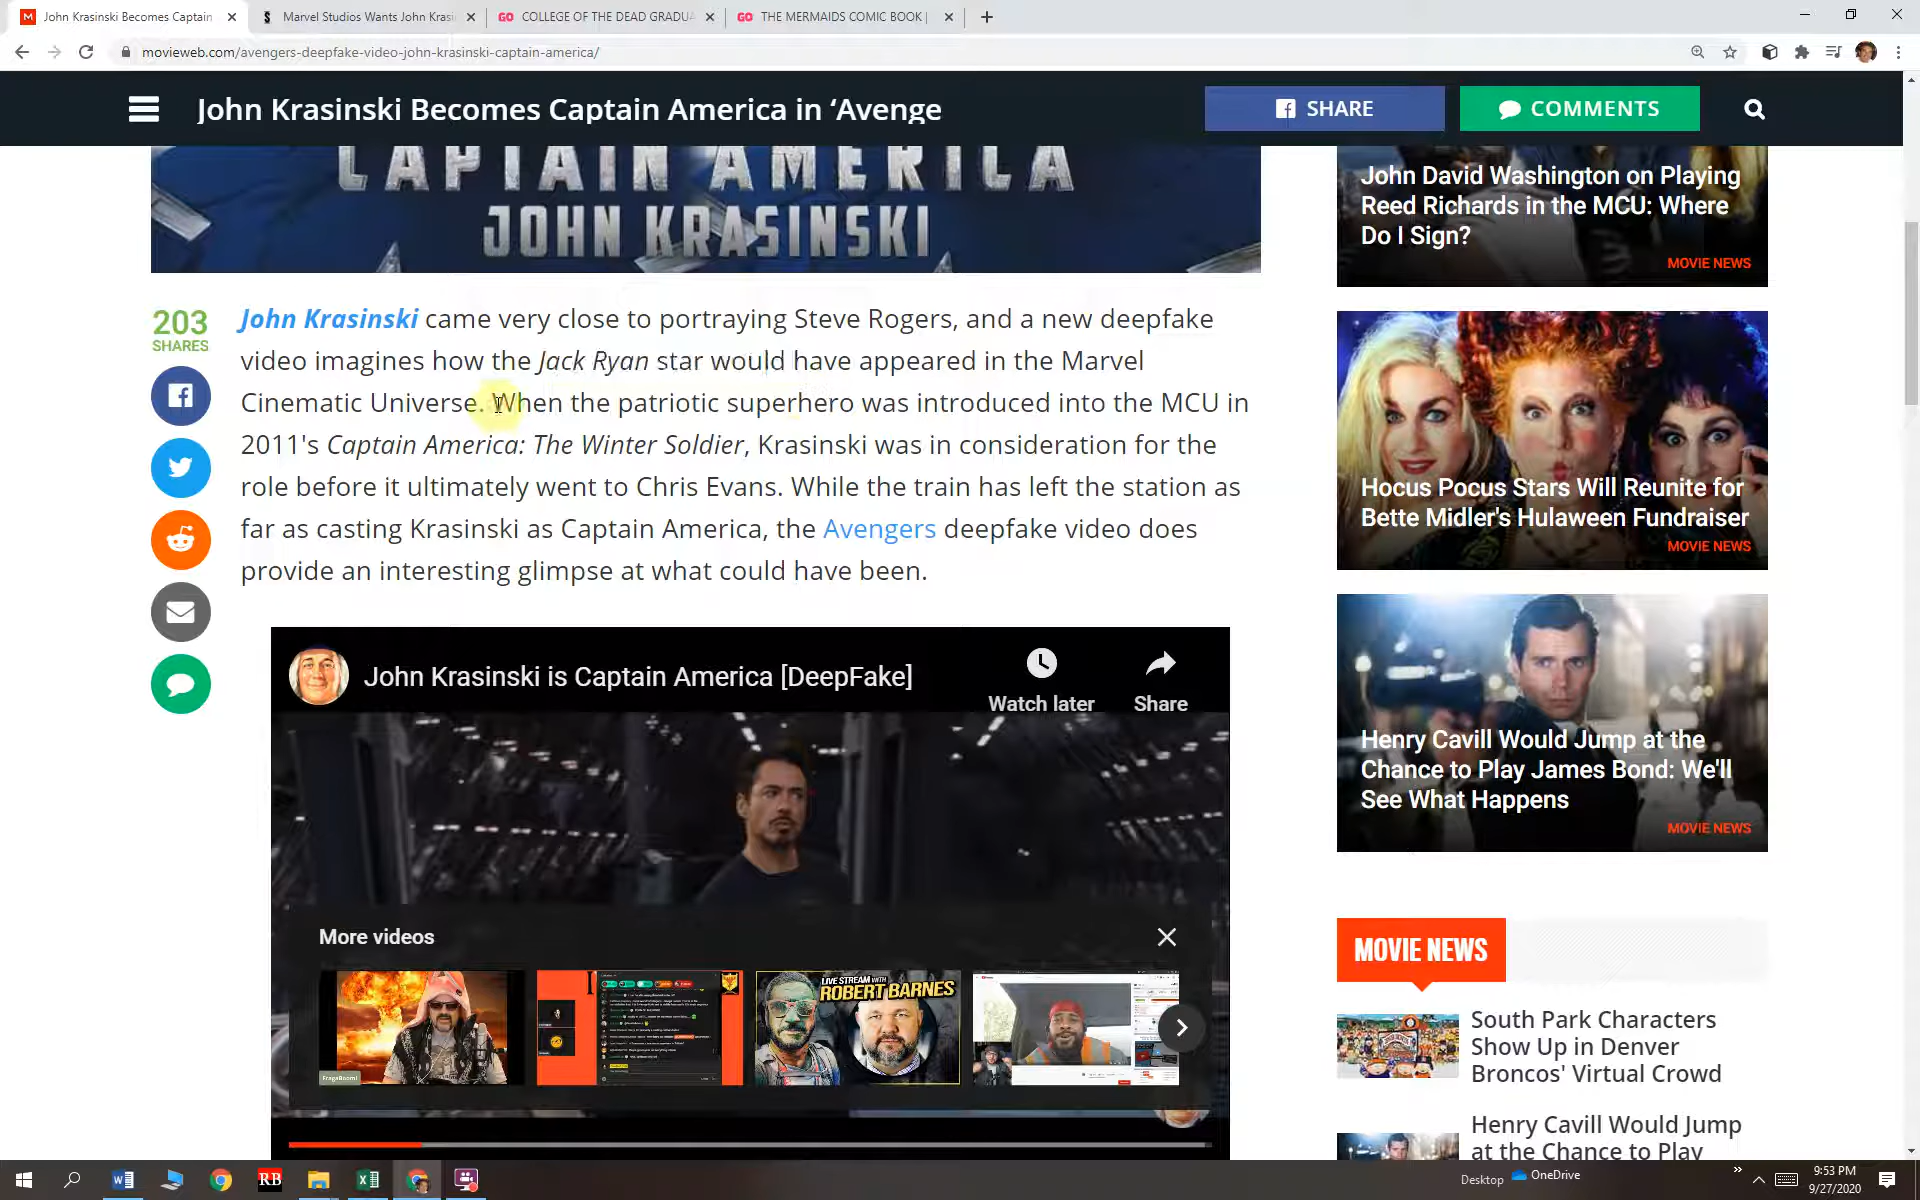 John Krasinski Becomes Captain
Marvel Studios Wants John Krasi
GO COLLEGE OF THE DEAD GRADUA
GO THE MERMAIDS COMIC BOOK |
movieweb.com/avengers-deepfake-video-john-krasinski-captain-america/
John Krasinski Becomes Captain America in ‘Avenge
SHARE
COMMENTS
CAPTAIN AMERICA
JOHN KRASINSKI
203
SHARES
John Krasinski came very close to portraying Steve Rogers, and a new deepfake
video imagines how the Jack Ryan star would have appeared in the Marvel
Cinematic Universe. When the patriotic superhero was introduced into the MCU in
2011's Captain America: The Winter Soldier, Krasinski was in consideration for the
role before it ultimately went to Chris Evans. While the train has left the station as
far as casting Krasinski as Captain America, the Avengers deepfake video does
provide an interesting glimpse at what could have been.
John Krasinski is Captain America [DeepFake]
Watch later
Share
More videos
FragaBoom!
LIVE STREAM WITH
ROBERT BARNES
John David Washington on Playing
Reed Richards in the MCU: Where
Do I Sign?
MOVIE NEWS
Hocus Pocus Stars Will Reunite for
Bette Midler's Hulaween Fundraiser
MOVIE NEWS
Henry Cavill Would Jump at the
Chance to Play James Bond: We'll
See What Happens
MOVIE NEWS
MOVIE NEWS
South Park Characters
Show Up in Denver
Broncos' Virtual Crowd
Henry Cavill Would Jump
at the Chance to Play
RB
Desktop
OneDrive
9:53 PM
9/27/2020